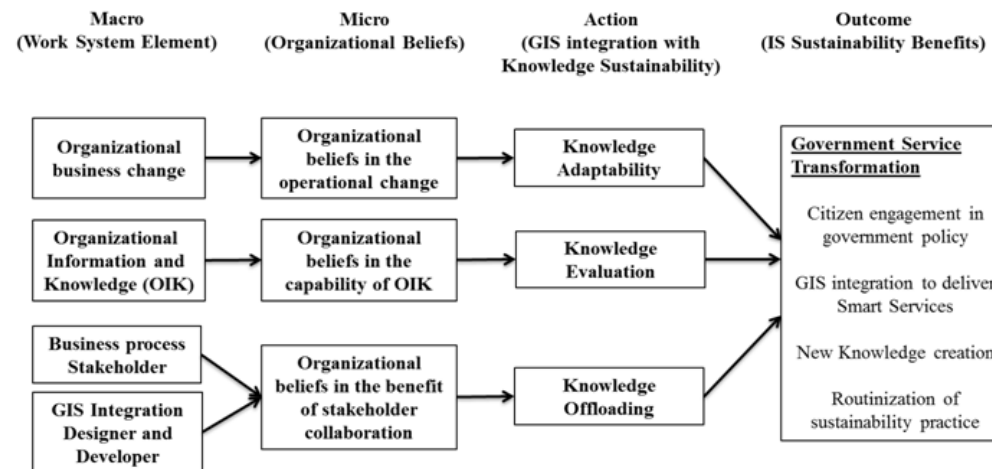 Macro
(Work System Element)
Micro
(Organizational Beliefs)
Action
(GIS integration with
Knowledge Sustainability)
Outcome
(IS Sustainability Benefits)
Organizational
business change
Organizational
beliefs in the
operational change
Knowledge
Adaptability
Organizational
Information and
Knowledge (OIK)
Organizational
beliefs in the
capability of OIK
Knowledge
Evaluation
Business process
Stakeholder
GIS Integration
Designer and
Developer
Organizational
beliefs in the benefit
of stakeholder
collaboration
Knowledge
Offloading
Government Service
Transformation
Citizen engagement in
government policy
GIS integration to deliver
Smart Services
New Knowledge creation
Routinization of
sustainability practice